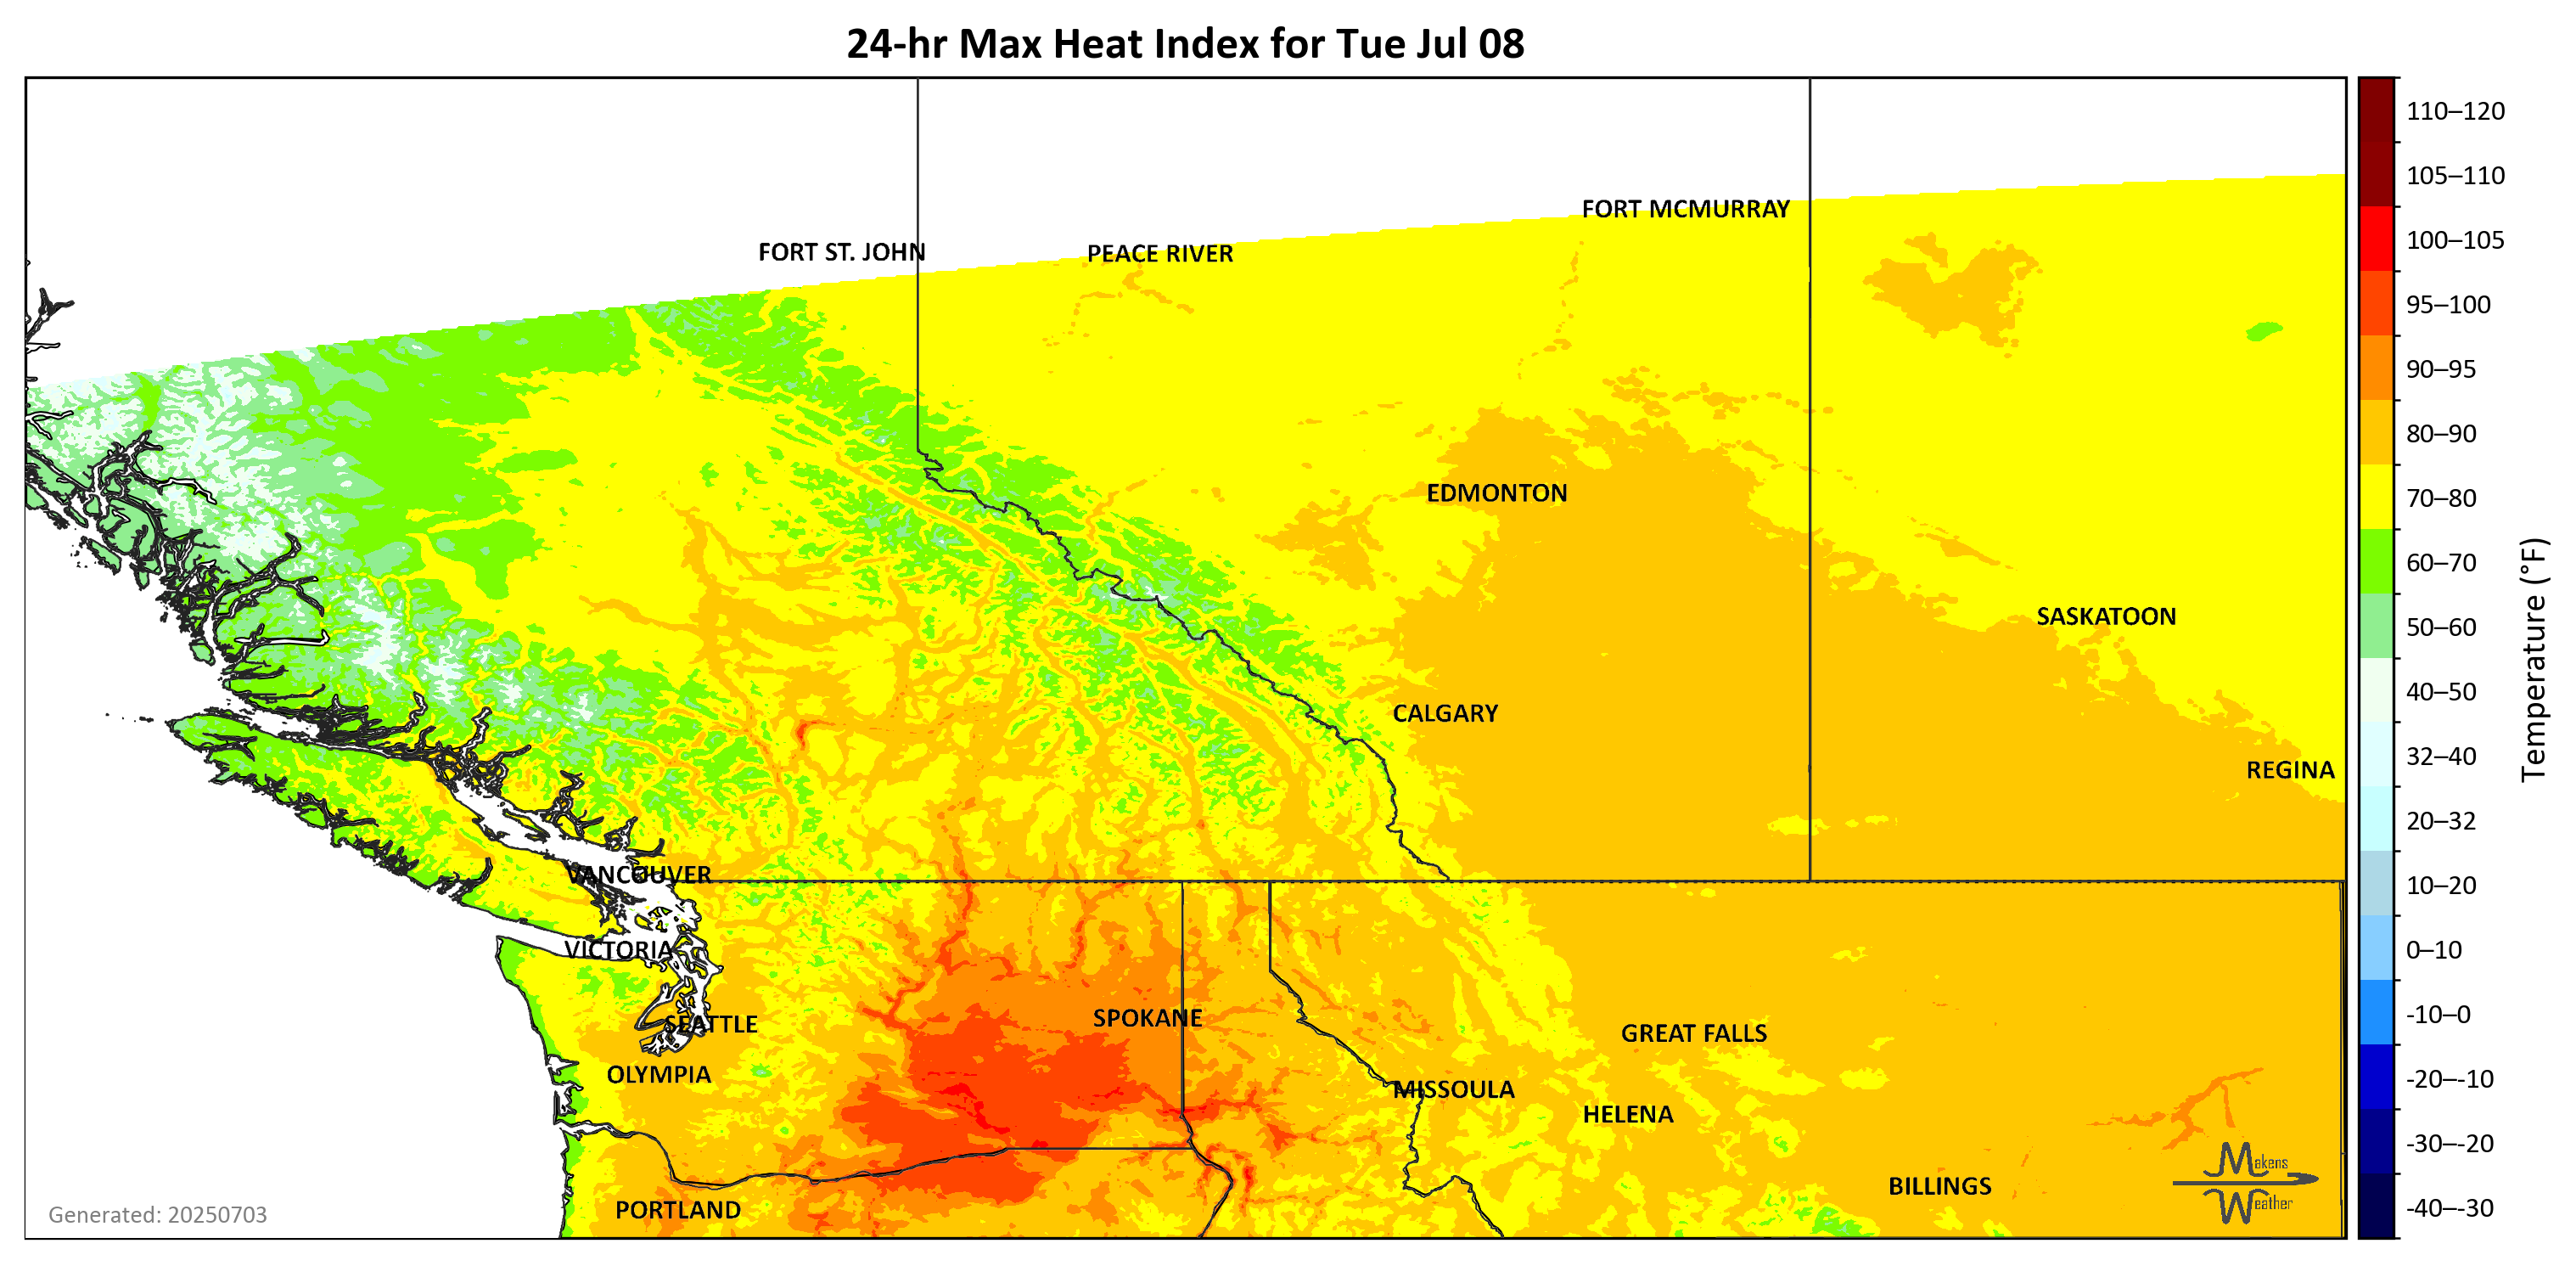 24-hr Max Heat Index for Tue Jul 08
110–120
105–110
FORT MCMURRAY
100–105
FORT ST. JOHN
PEACE RIVER
95–100
90–95
80–90
EDMONTON
70–80
60–70
SASKATOON
50–60
40–50
CALGARY
32–40
REGINA
20–32
VANCOUVER
10–20
VICTORIA
0–10
SPOKANE
-10–0
SEATTLE
GREAT FALLS
OLYMPIA
-20–-10
MISSOULA
HELENA
-30–-20
Makens
Weather
BILLINGS
PORTLAND
-40–-30
Generated: 20250703
Temperature (°F)